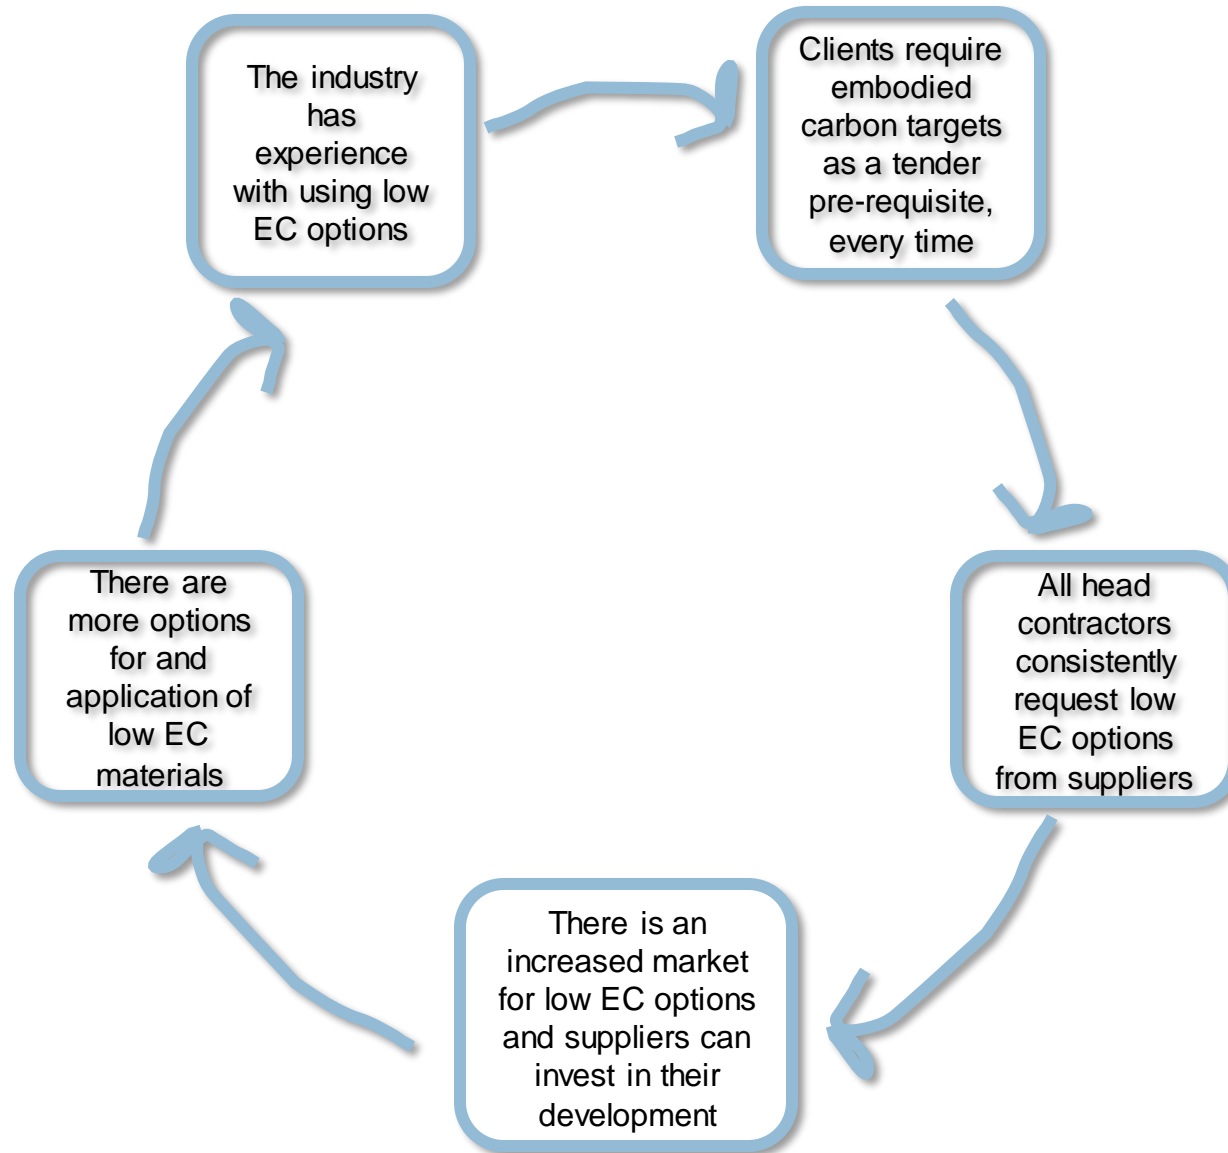 The industry
has
experience
with using low
EC options
Clients require
embodied
carbon targets
as a tender
pre-requisite,
every time
All head
contractors
consistently
request low
EC options
from suppliers
There is an
increased market
for low EC options
and suppliers can
invest in their
development
There are
more options
for and
application of
low EC
materials